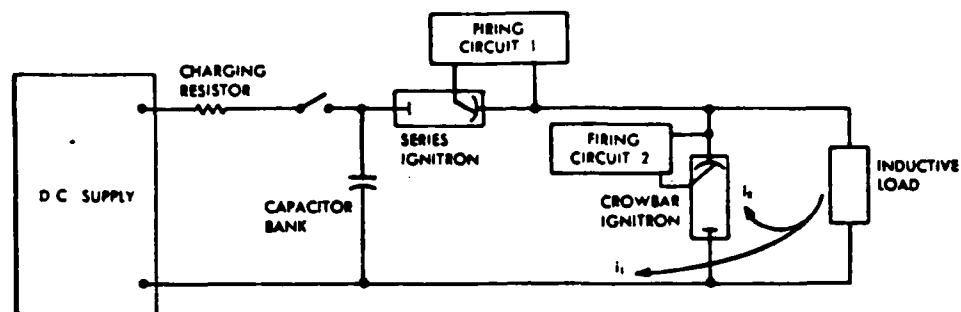 FIRING
CIRCUIT 1
CHARGING
RESISTOR
SERIES
IGNITRON
FIRING
CIRCUIT 2
D C SUPPLY
CAPACITOR
BANK
CROWBAR
IGNITRON
i₂
INDUCTIVE
LOAD
i₁